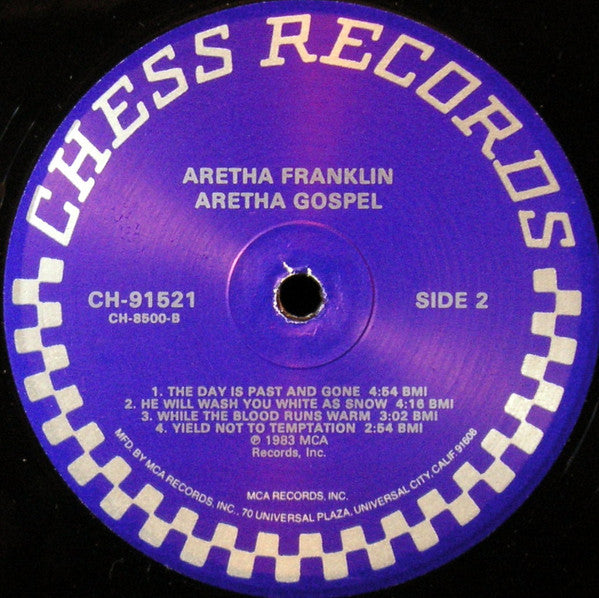 CHESS RECORDS
ARETHA FRANKLIN
ARETHA GOSPEL
CH-91521
CH-8500-B
SIDE 2
1. THE DAY IS PAST AND GONE 4:54 BMI
2. HE WILL WASH YOU WHITE AS SNOW 4:16 BMI
3. WHILE THE BLOOD RUNS WARM 3:02 BMI
4. YIELD NOT TO TEMPTATION 2:54 BMI
℗ 1983 MCA
Records, Inc.
MCA RECORDS, INC.
MFD. BY MCA RECORDS, INC., 70 UNIVERSAL PLAZA, UNIVERSAL CITY, CALIF. 91608